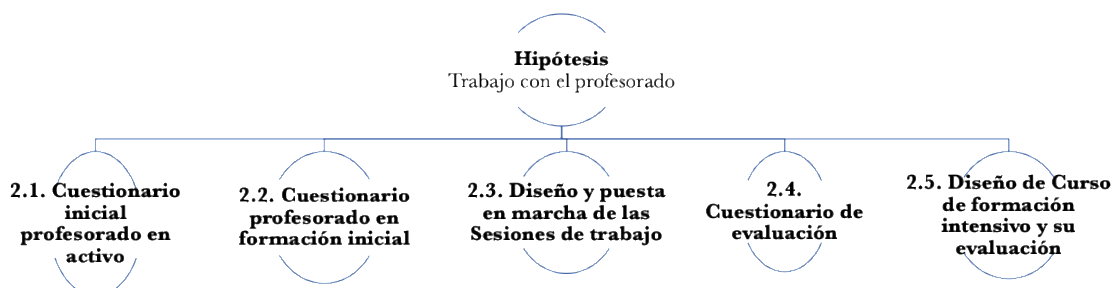 Hipótesis
Trabajo con el profesorado
2.1. Cuestionario
inicial
profesorado en
activo
2.2. Cuestionario
profesorado en
formación inicial
2.3. Diseño y puesta
en marcha de las
Sesiones de trabajo
2.4.
Cuestionario de
evaluación
2.5. Diseño de Curso
de formación
intensivo y su
evaluación